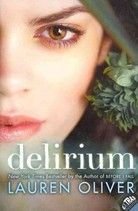 New York Times Bestseller by the Author of BEFORE I FALL
delirium
LAUREN OLIVER